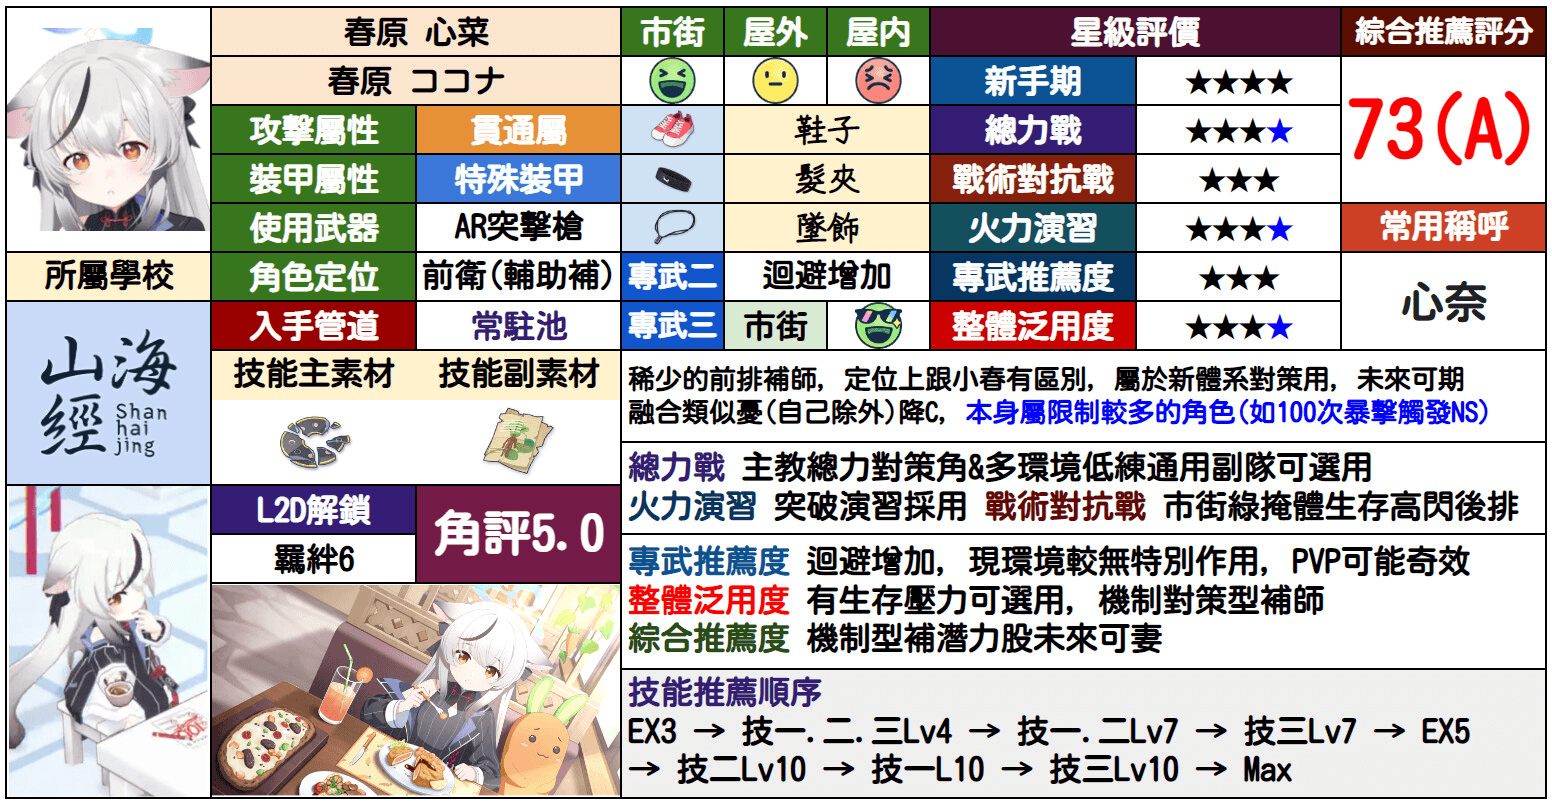 春原 心菜
春原 ココナ
攻擊屬性 貫通屬
裝甲屬性 特殊裝甲
使用武器 AR突擊槍
所屬學校 角色定位 前衛(輔助補)
入手管道 常駐池
市街 屋外 屋内
鞋子
髮夾
墜飾
專武二 迴避增加
專武三 市街
星級評價
新手期 ★★★★
總力戰 ★★★★
戰術對抗戰 ★★★
火力演習 ★★★★
專武推薦度 ★★★
整體泛用度 ★★★★
綜合推薦評分
73(A)
常用稱呼
心奈
山海
經
Shan
hai
jing
技能主素材 技能副素材
L2D解鎖
羈絆6
角評5.0
稀少的前排補師, 定位上跟小春有區別, 屬於新體系對策用, 未來可期
融合類似憂(自己除外)降C, 本身屬限制較多的角色(如100次暴擊觸發NS)
總力戰 主教總力對策角&多環境低練通用副隊可選用
火力演習 突破演習採用 戰術對抗戰 市街綠掩體生存高閃後排
專武推薦度 迴避增加, 現環境較無特別作用, PVP可能奇效
整體泛用度 有生存壓力可選用, 機制對策型補師
綜合推薦度 機制型補潛力股未來可妻
技能推薦順序
EX3 → 技一.二.三Lv4 → 技一.二Lv7 → 技三Lv7 → EX5
→ 技二Lv10 → 技一L10 → 技三Lv10 → Max